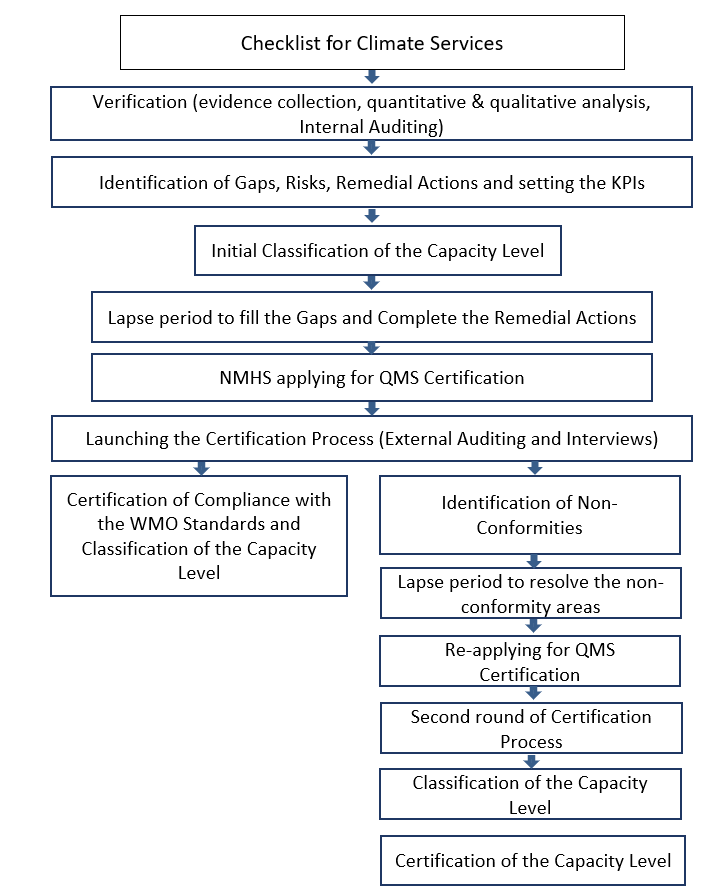 Checklist for Climate Services
Verification (evidence collection, quantitative & qualitative analysis,
Internal Auditing)
Identification of Gaps, Risks, Remedial Actions and setting the KPIs
Initial Classification of the Capacity Level
Lapse period to fill the Gaps and Complete the Remedial Actions
NMHS applying for QMS Certification
Launching the Certification Process (External Auditing and Interviews)
Certification of Compliance with
the WMO Standards and
Classification of the Capacity
Level
Identification of Non-
Conformities
Lapse period to resolve the non-
conformity areas
Re-applying for QMS
Certification
Second round of Certification
Process
Classification of the Capacity
Level
Certification of the Capacity Level